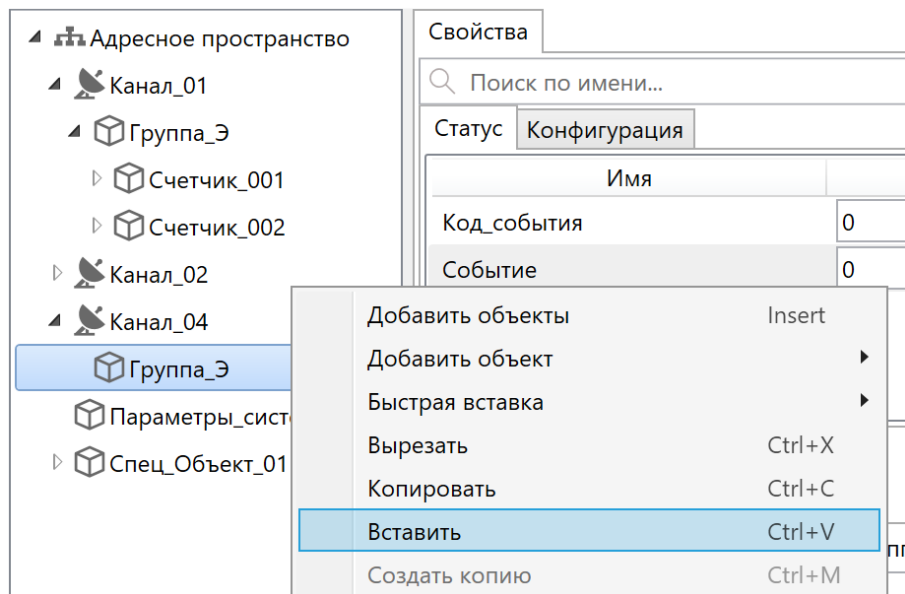 Адресное пространство
Канал_01
Группа_Э
Счетчик_001
Счетчик_002
Канал_02
Канал_04
Группа_Э
Спец_Объект_01
Свойства
Поиск по имени...
Статус Конфигурация
Имя
Код_события 0
Событие 0
Добавить объекты Insert
Добавить объект
Быстрая вставка
Вырезать Ctrl+X
Копировать Ctrl+C
Вставить Ctrl+V
Создать копию Ctrl+M